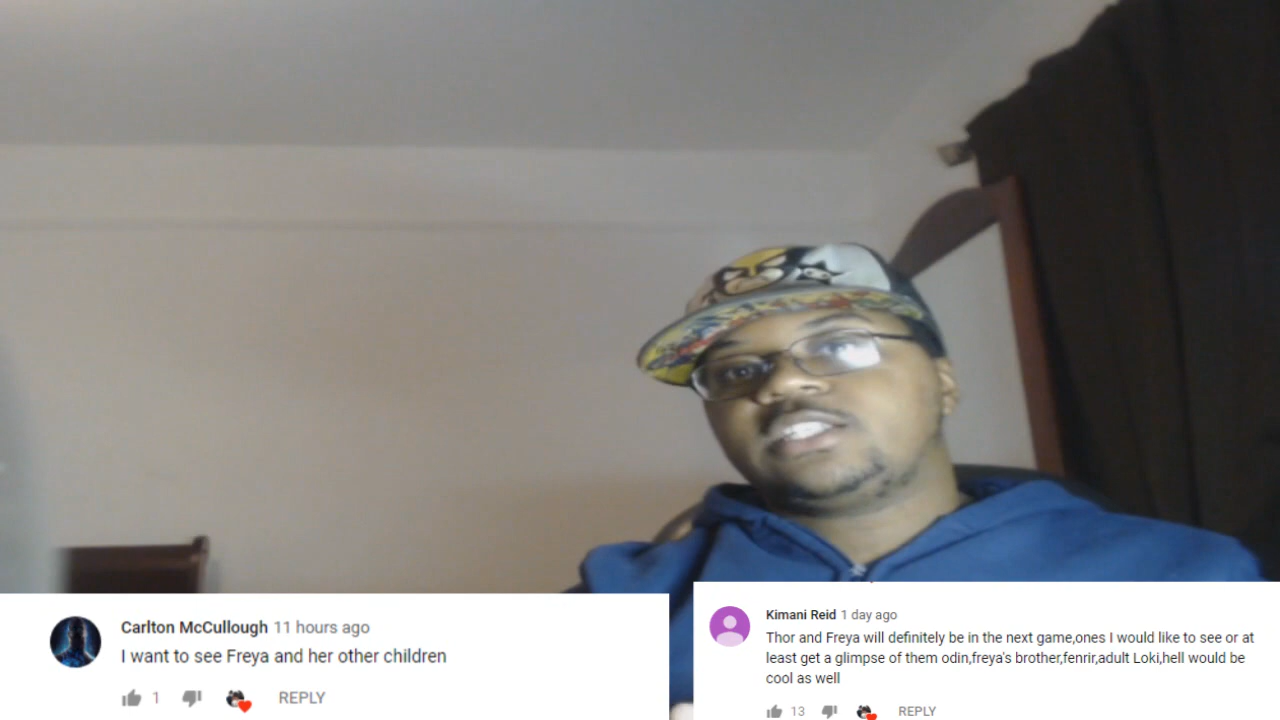 Carlton McCullough 11 hours ago
I want to see Freya and her other children
1 REPLY
Kimani Reid 1 day ago
Thor and Freya will definitely be in the next game,ones I would like to see or at
least get a glimpse of them odin,freya's brother,fenrir,adult Loki,hell would be
cool as well
13 REPLY